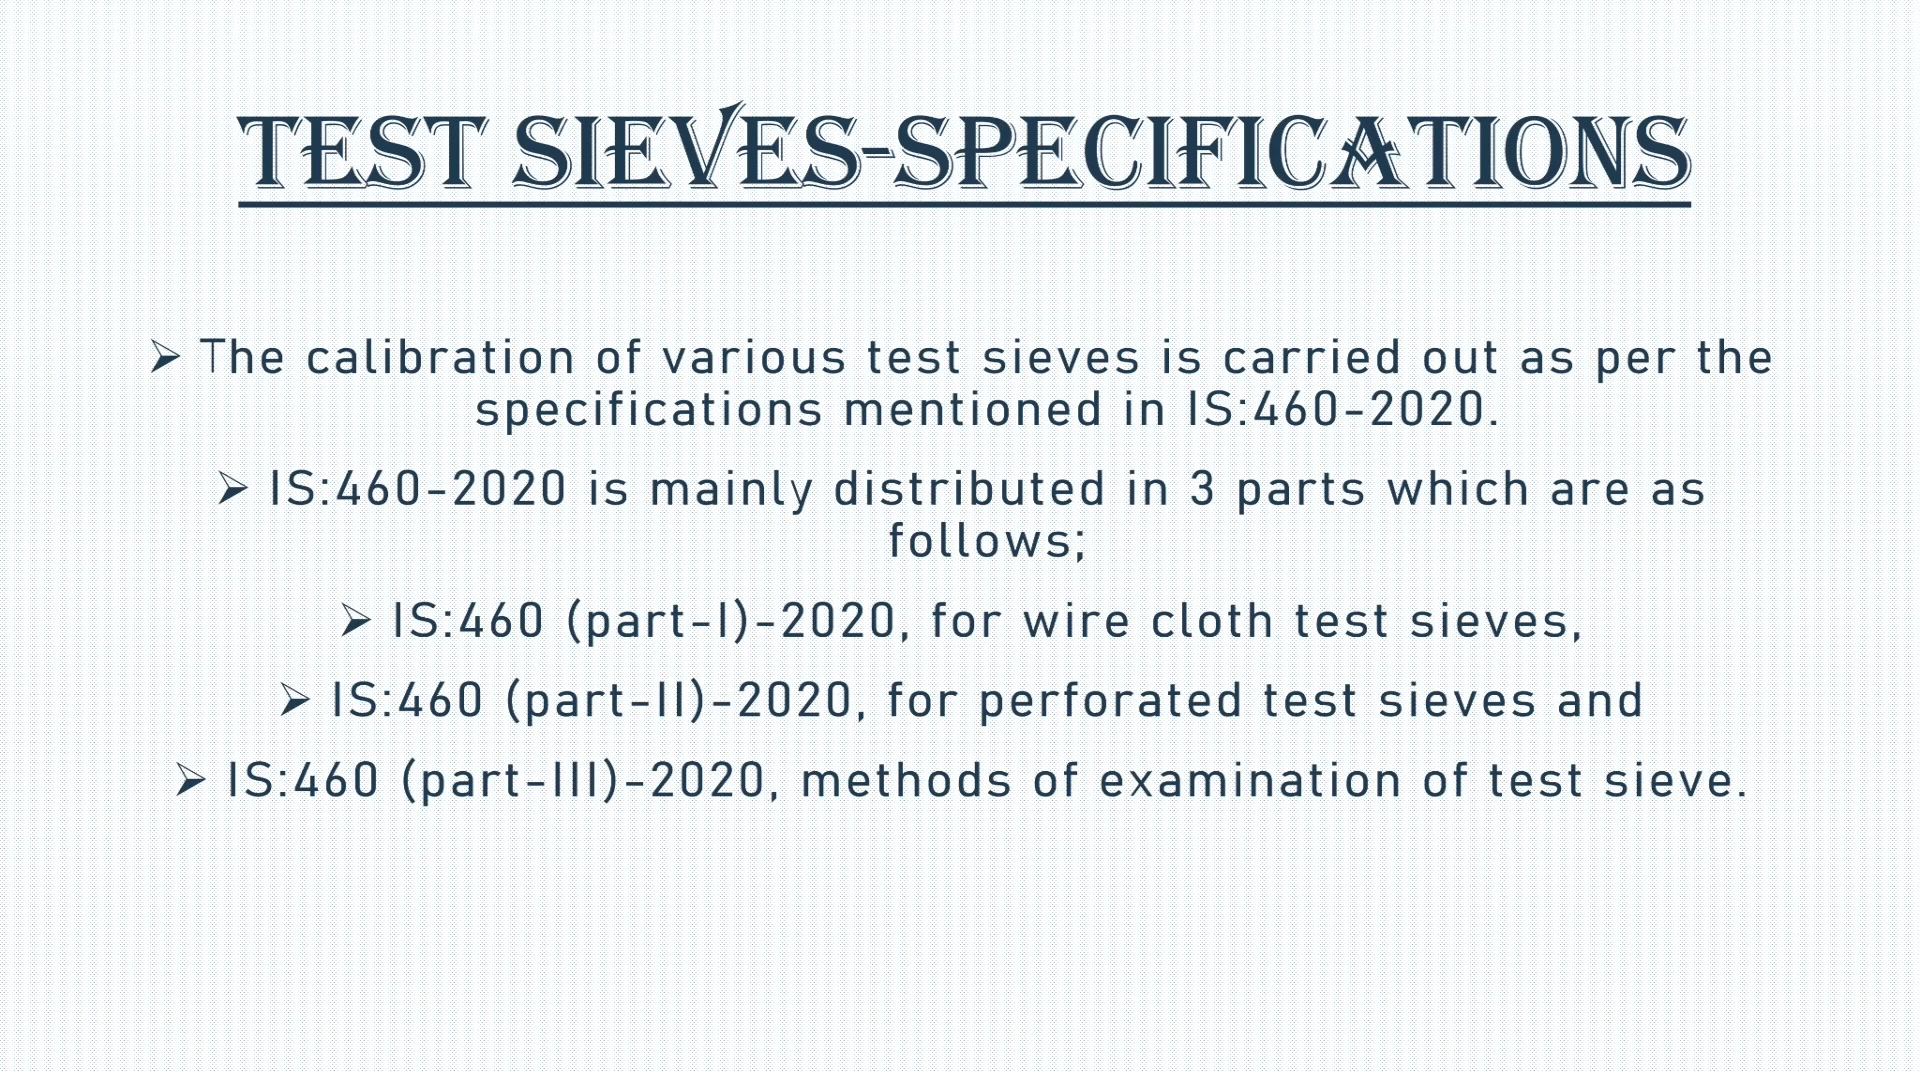 TEST SIEVES-SPECIFICATIONS
➢ The calibration of various test sieves is carried out as per the
specifications mentioned in IS:460-2020.
➢ IS:460-2020 is mainly distributed in 3 parts which are as
follows;
➢ IS:460 (part-I)-2020, for wire cloth test sieves,
➢ IS:460 (part-II)-2020, for perforated test sieves and
➢ IS:460 (part-III)-2020, methods of examination of test sieve.